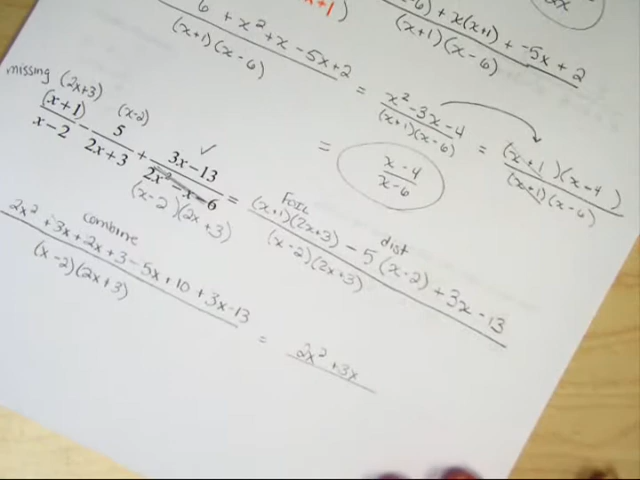 x+1 )
-6) + x(x+1) + -5x + 2
(x+1)(x-6)
6 + x² + x - 5x + 2
(x+1)(x-6)
= x² - 3x - 4
(x+1)(x-6)
= (x+1)(x-4)
(x+1)(x-6)
= x-4
x-6
missing (2x+3)
(x-2)
(x+1)
x-2
- 5
2x+3
+ 3x-13 ✓
2x² - x - 6
(x-2)(2x+3)
= FOIL dist
(x+1)(2x+3) - 5(x-2) + 3x - 13
(x-2)(2x+3)
combine
2x² + 3x + 2x + 3 - 5x + 10 + 3x - 13
(x-2)(2x+3)
= 2x² + 3x